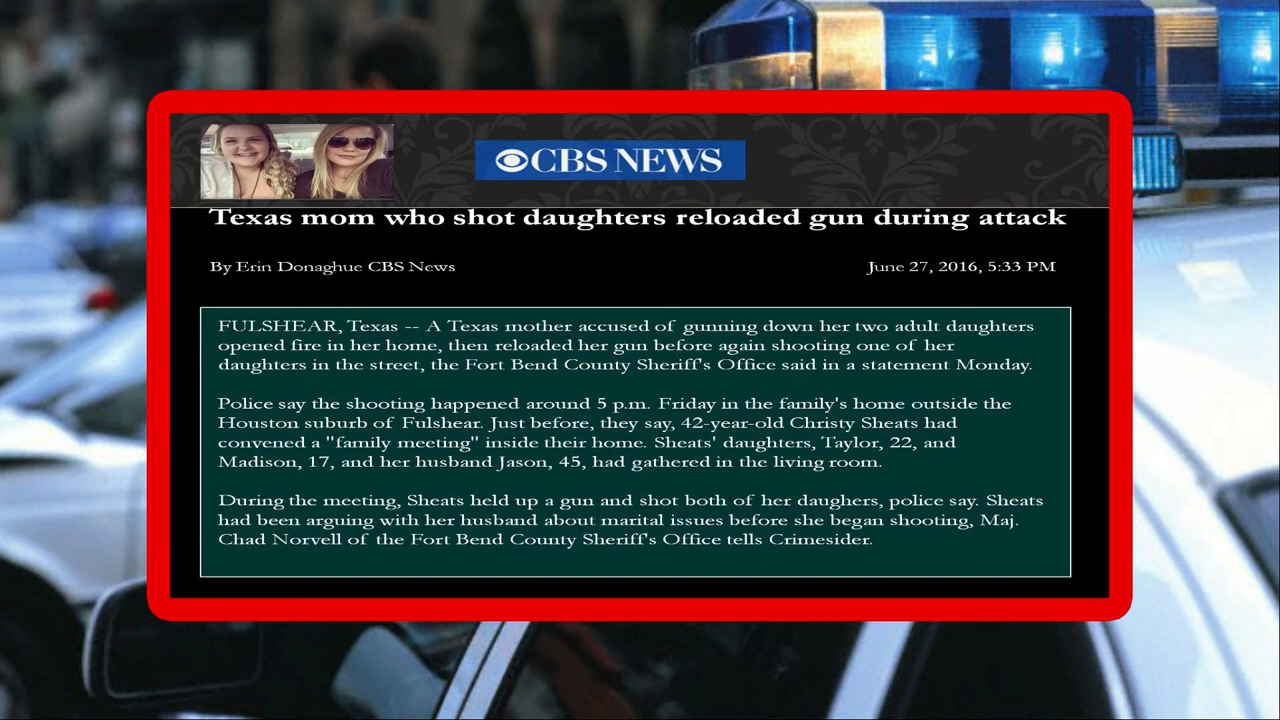 CBS NEWS
Texas mom who shot daughters reloaded gun during attack
By Erin Donaghue CBS News
June 27, 2016, 5:33 PM
FULSHEAR, Texas -- A Texas mother accused of gunning down her two adult daughters
opened fire in her home, then reloaded her gun before again shooting one of her
daughters in the street, the Fort Bend County Sheriff's Office said in a statement Monday.
Police say the shooting happened around 5 p.m. Friday in the family's home outside the
Houston suburb of Fulshear. Just before, they say, 42-year-old Christy Sheats had
convened a "family meeting" inside their home. Sheats' daughters, Taylor, 22, and
Madison, 17, and her husband Jason, 45, had gathered in the living room.
During the meeting, Sheats held up a gun and shot both of her daughers, police say. Sheats
had been arguing with her husband about marital issues before she began shooting, Maj.
Chad Norvell of the Fort Bend County Sheriff's Office tells Crimesider.